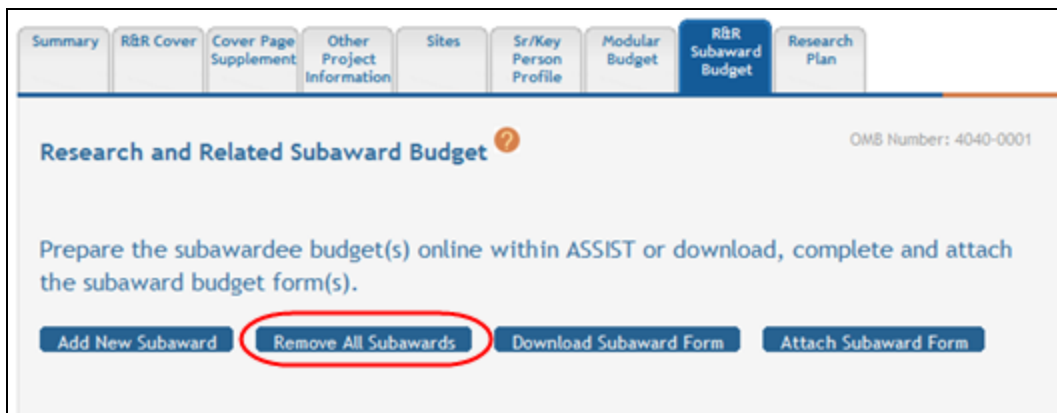 Summary R&R Cover Cover Page Supplement Other Project Information Sites Sr/Key Person Profile Modular Budget R&R Subaward Budget Research Plan
Research and Related Subaward Budget ?
OMB Number: 4040-0001
Prepare the subawardee budget(s) online within ASSIST or download, complete and attach
the subaward budget form(s).
Add New Subaward Remove All Subawards Download Subaward Form Attach Subaward Form